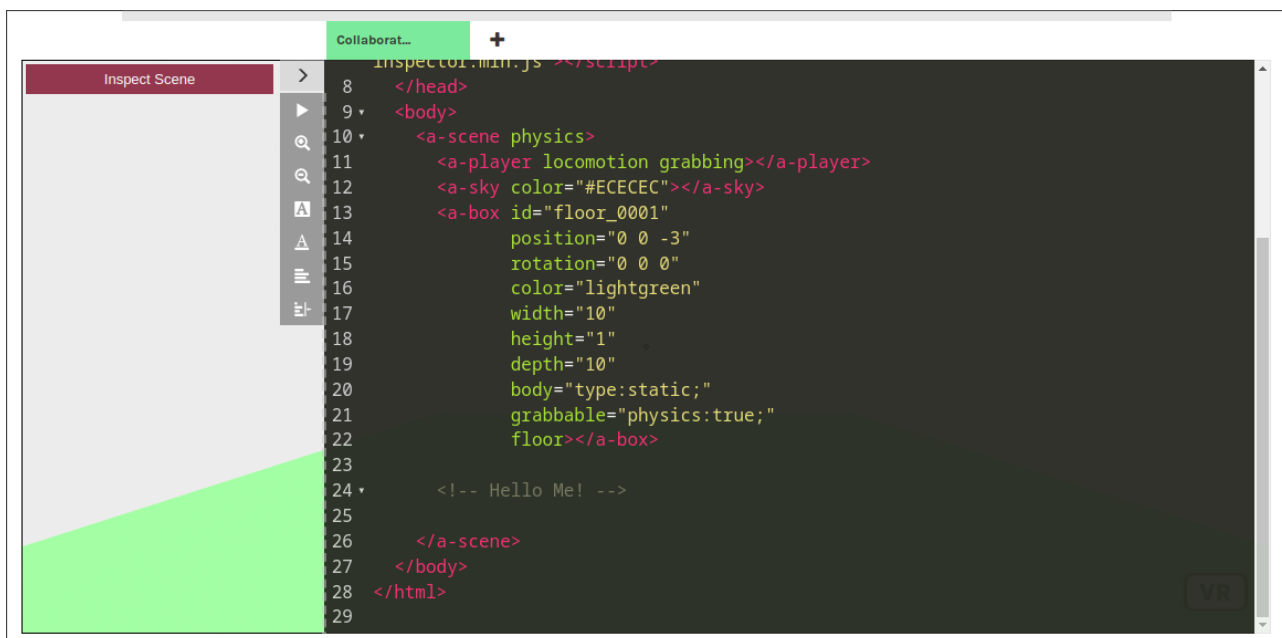 Collaborat...
Inspect Scene
inspector.min.js"></script>
8 </head>
9 <body>
10 <a-scene physics>
11 <a-player locomotion grabbing></a-player>
12 <a-sky color="#ECECEC"></a-sky>
13 <a-box id="floor_0001"
14 position="0 0 -3"
15 rotation="0 0 0"
16 color="lightgreen"
17 width="10"
18 height="1"
19 depth="10"
20 body="type:static;"
21 grabbable="physics:true;"
22 floor></a-box>
23
24 <!-- Hello Me! -->
25
26 </a-scene>
27 </body>
28 </html>
29
VR